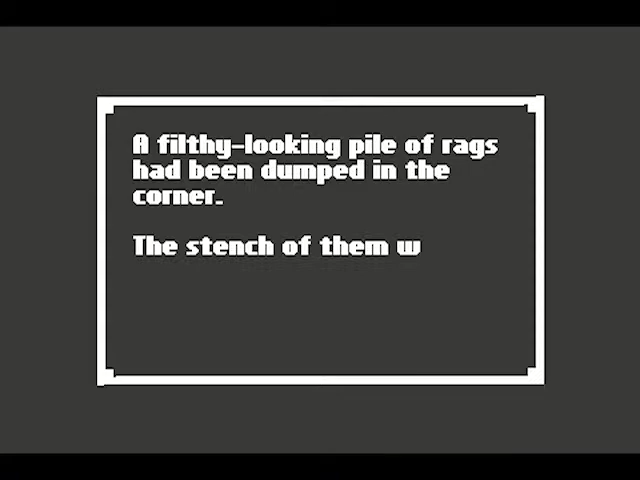 A filthy-looking pile of rags
had been dumped in the
corner.
The stench of them w